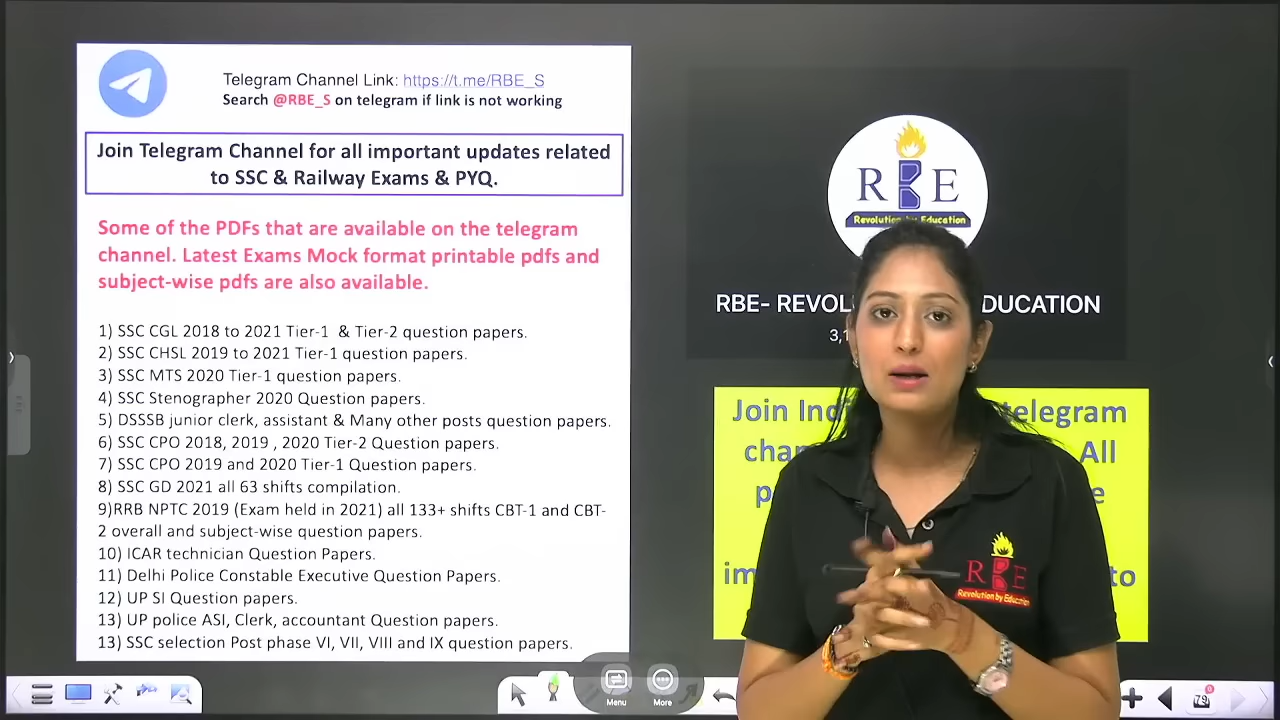 Telegram Channel Link: https://t.me/RBE_S
Search @RBE_S on telegram if link is not working
Join Telegram Channel for all important updates related
to SSC & Railway Exams & PYQ.
Some of the PDFs that are available on the telegram
channel. Latest Exams Mock format printable pdfs and
subject-wise pdfs are also available.
1) SSC CGL 2018 to 2021 Tier-1 & Tier-2 question papers.
2) SSC CHSL 2019 to 2021 Tier-1 question papers.
3) SSC MTS 2020 Tier-1 question papers.
4) SSC Stenographer 2020 Question papers.
5) DSSSB junior clerk, assistant & Many other posts question papers.
6) SSC CPO 2018, 2019 , 2020 Tier-2 Question papers.
7) SSC CPO 2019 and 2020 Tier-1 Question papers.
8) SSC GD 2021 all 63 shifts compilation.
9)RRB NPTC 2019 (Exam held in 2021) all 133+ shifts CBT-1 and CBT-
2 overall and subject-wise question papers.
10) ICAR technician Question Papers.
11) Delhi Police Constable Executive Question Papers.
12) UP SI Question papers.
13) UP police ASI, Clerk, accountant Question papers.
13) SSC selection Post phase VI, VII, VIII and IX question papers.
RBE
Revolution by Education
RBE- REVOL DUCATION
3,1
Join Ind telegram
cha All
p e
im to
RBE
Revolution by Education
Menu
More
79